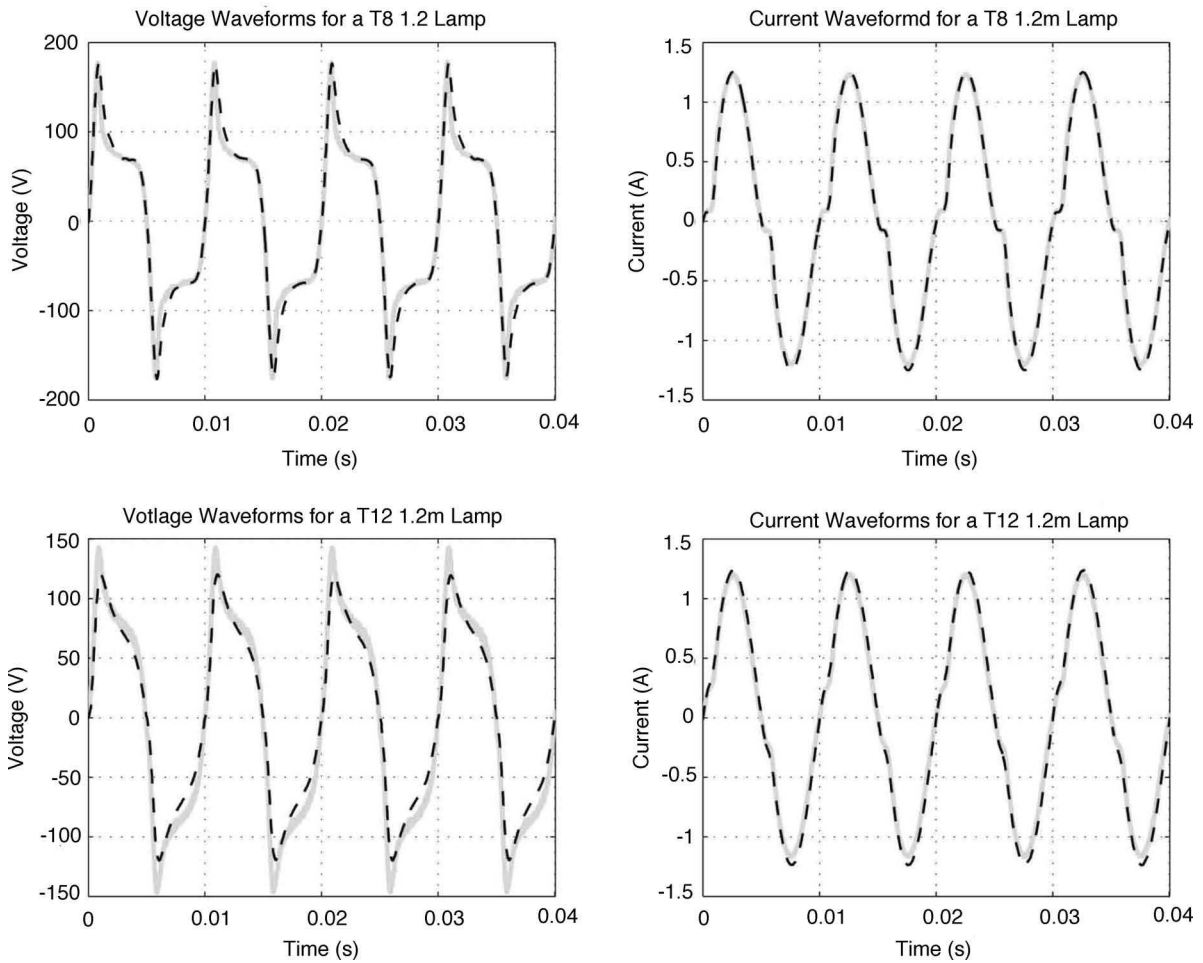 Voltage Waveforms for a T8 1.2 Lamp
200
100
0
-100
-200
Voltage (V)
0 0.01 0.02 0.03 0.04
Time (s)
Current Waveformd for a T8 1.2m Lamp
1.5
1
0.5
0
-0.5
-1
-1.5
Current (A)
0 0.01 0.02 0.03 0.04
Time (s)
Votlage Waveforms for a T12 1.2m Lamp
150
100
50
0
-50
-100
-150
Voltage (V)
0 0.01 0.02 0.03 0.04
Time (s)
Current Waveforms for a T12 1.2m Lamp
1.5
1
0.5
0
-0.5
-1
-1.5
Current (A)
0 0.01 0.02 0.03 0.04
Time (s)